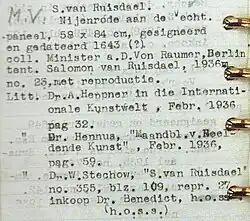 M.V. S.van Ruisdael.
Nijenrode aan de Vecht.
-paneel, 58 x 84 cm, gesigneerd
en gedateerd 1643 (?)
coll. Minister a.D.Von Raumer,Berlin
tent. Salomon van Ruisdael, 1936
no. 23,met reproductie.
Litt. Dr.A.Heppner in die Internatio-
nale Kunstwelt , Febr. 1936,
pag 32.
". Dr. Hennus, "Maandbl.v.Beel
dende Kunst" , Febr. 1936,
pag. 59.
". Dr.W.Stechow, "S.van Ruisdael
no. 355, blz. 109, repr.
inkoop Dr. Benedict, h.o.s.s
(h.o.s.s.)